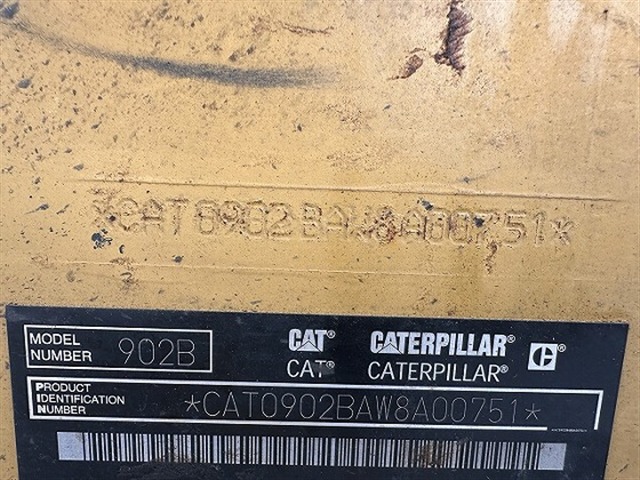 *CAT0902BAW8A00751*
MODEL NUMBER 902B
CAT® CATERPILLAR® C
CAT® CATERPILLAR®
PRODUCT IDENTIFICATION NUMBER *CAT0902BAW8A00751*